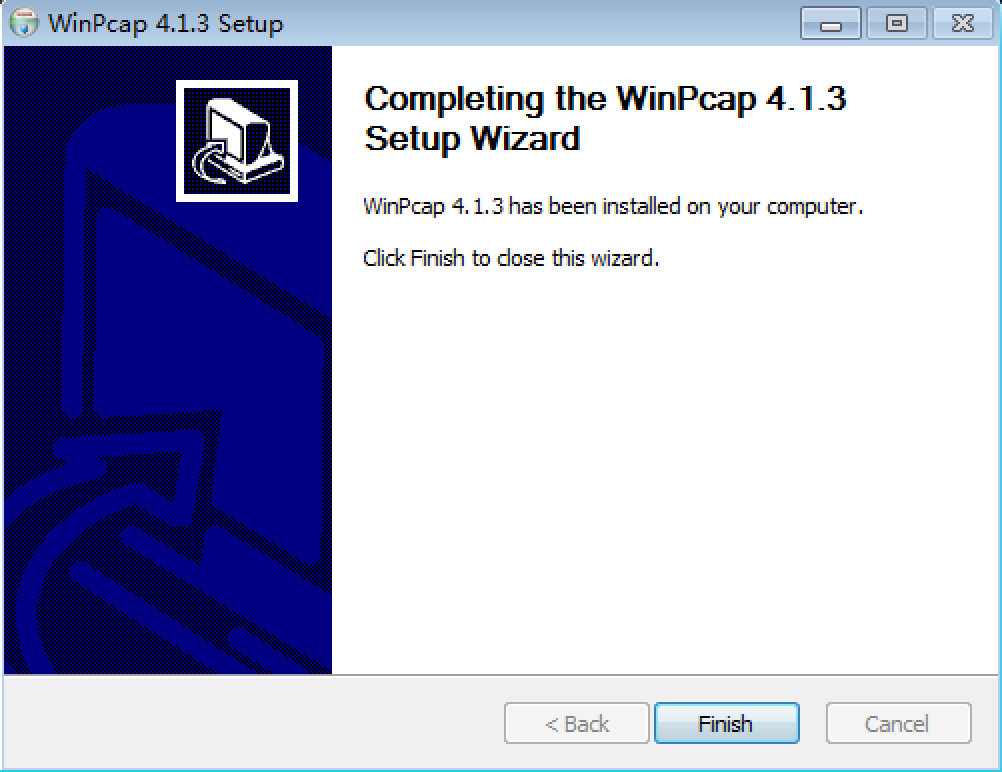 WinPcap 4.1.3 Setup
Completing the WinPcap 4.1.3
Setup Wizard
WinPcap 4.1.3 has been installed on your computer.
Click Finish to close this wizard.
< Back
Finish
Cancel